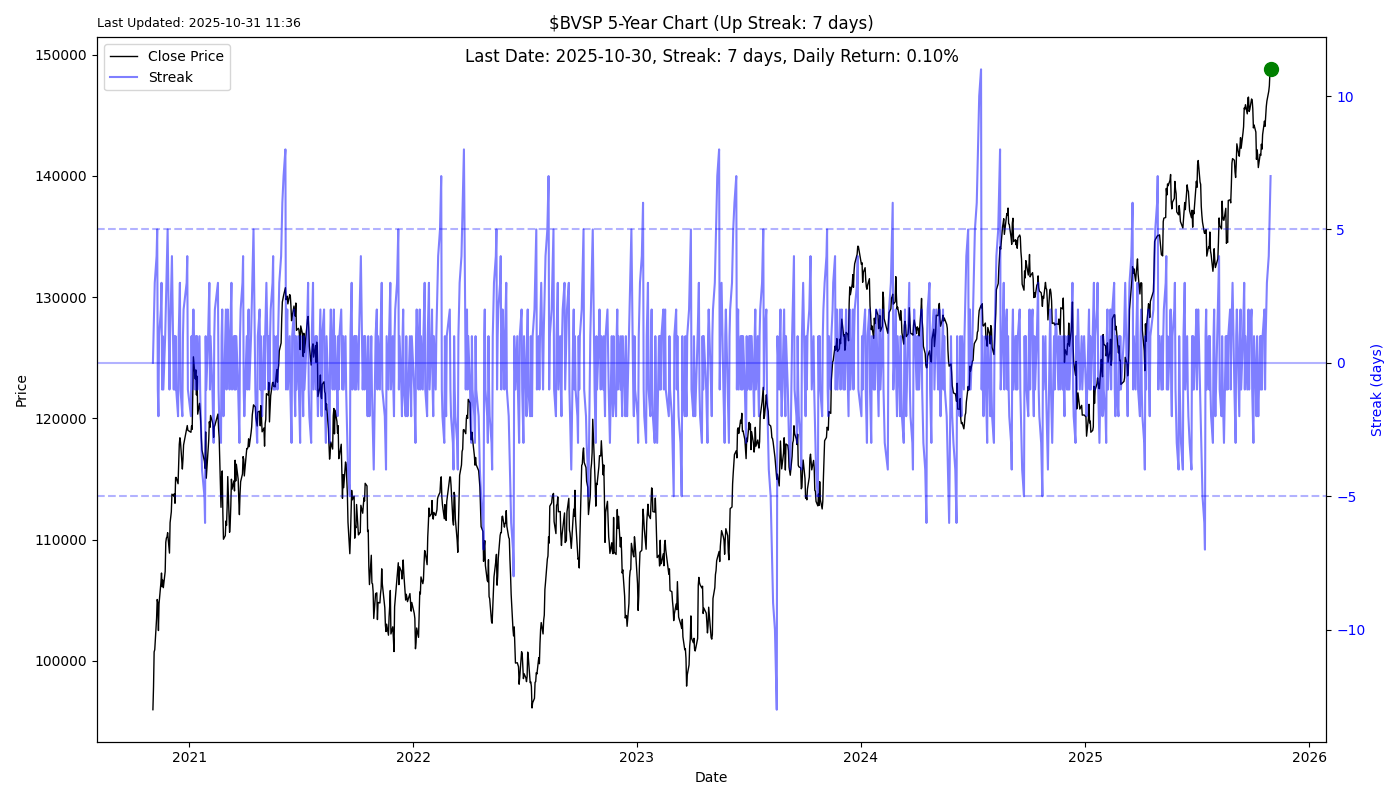 Last Updated: 2025-10-31 11:36
$BVSP 5-Year Chart (Up Streak: 7 days)
Last Date: 2025-10-30, Streak: 7 days, Daily Return: 0.10%
Close Price
Streak
150000
140000
130000
120000
110000
100000
Price
10
5
0
−5
−10
Streak (days)
2021
2022
2023
2024
2025
2026
Date